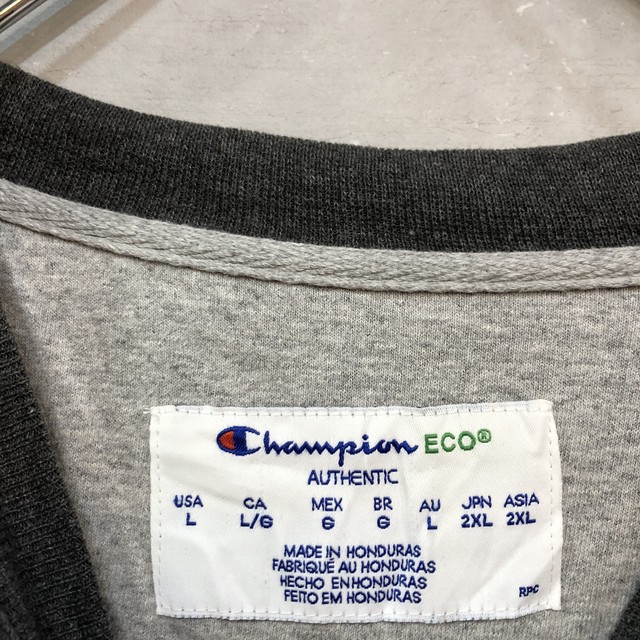 Champion ECO®
AUTHENTIC
USA CA MEX BR AU JPN ASIA
L L/G G G L 2XL 2XL
MADE IN HONDURAS
FABRIQUÉ AU HONDURAS
HECHO EN HONDURAS
FEITO EM HONDURAS
RPC